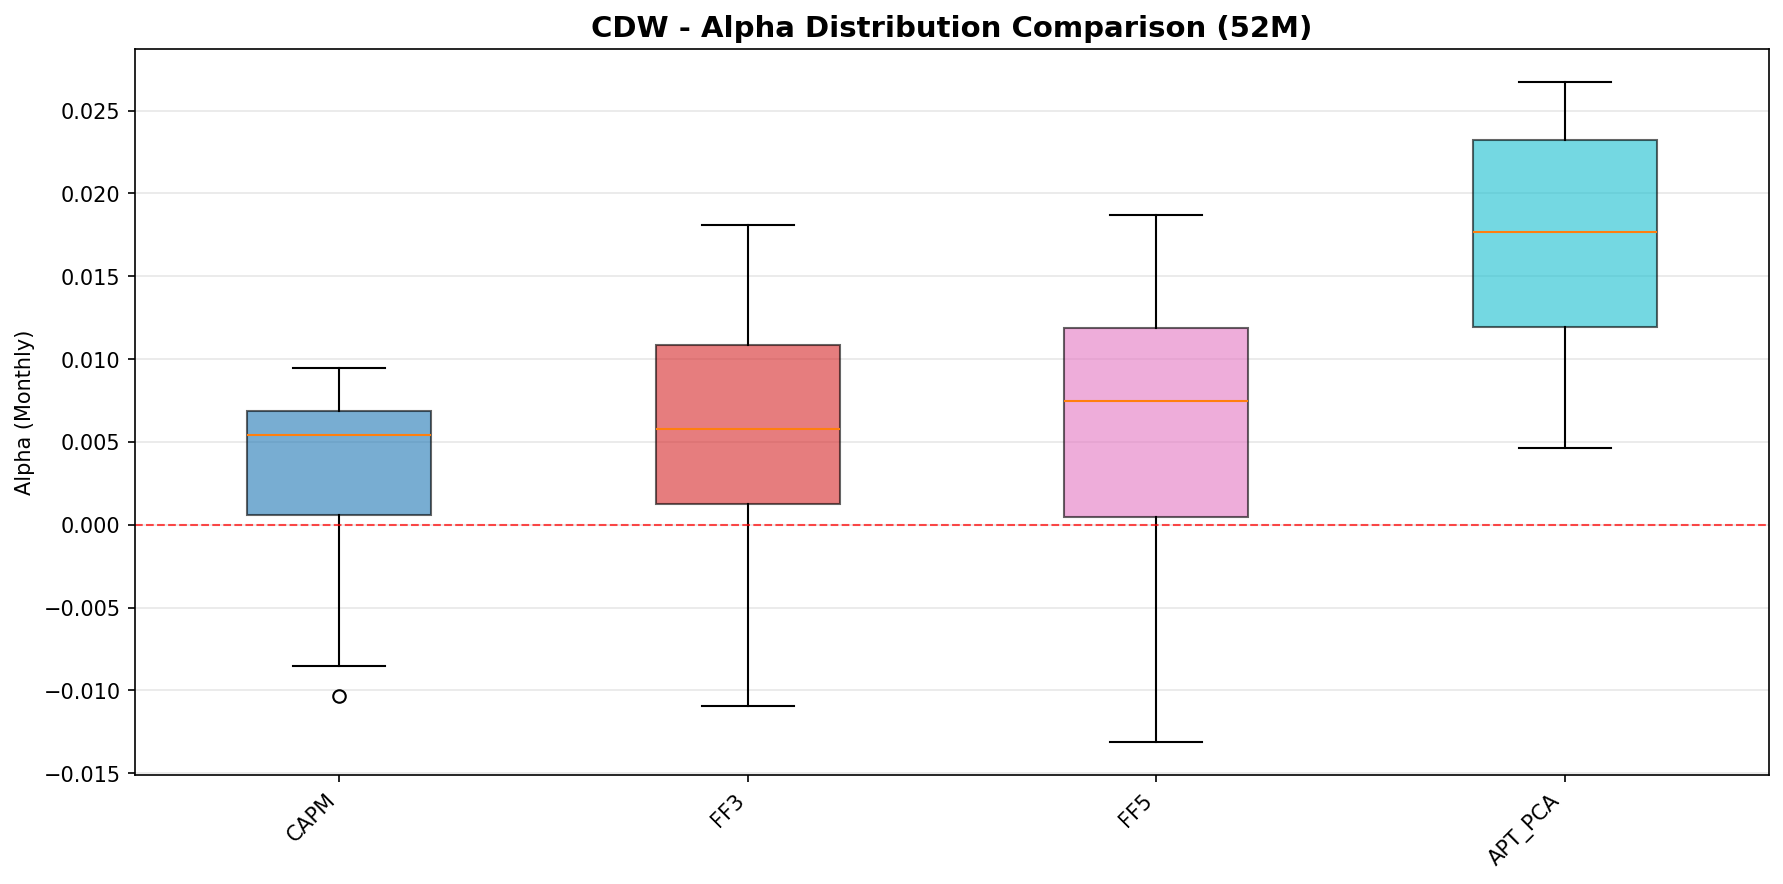 CDW - Alpha Distribution Comparison (52M)
Alpha (Monthly)
0.025
0.020
0.015
0.010
0.005
0.000
−0.005
−0.010
−0.015
CAPM
FF3
FF5
APT_PCA